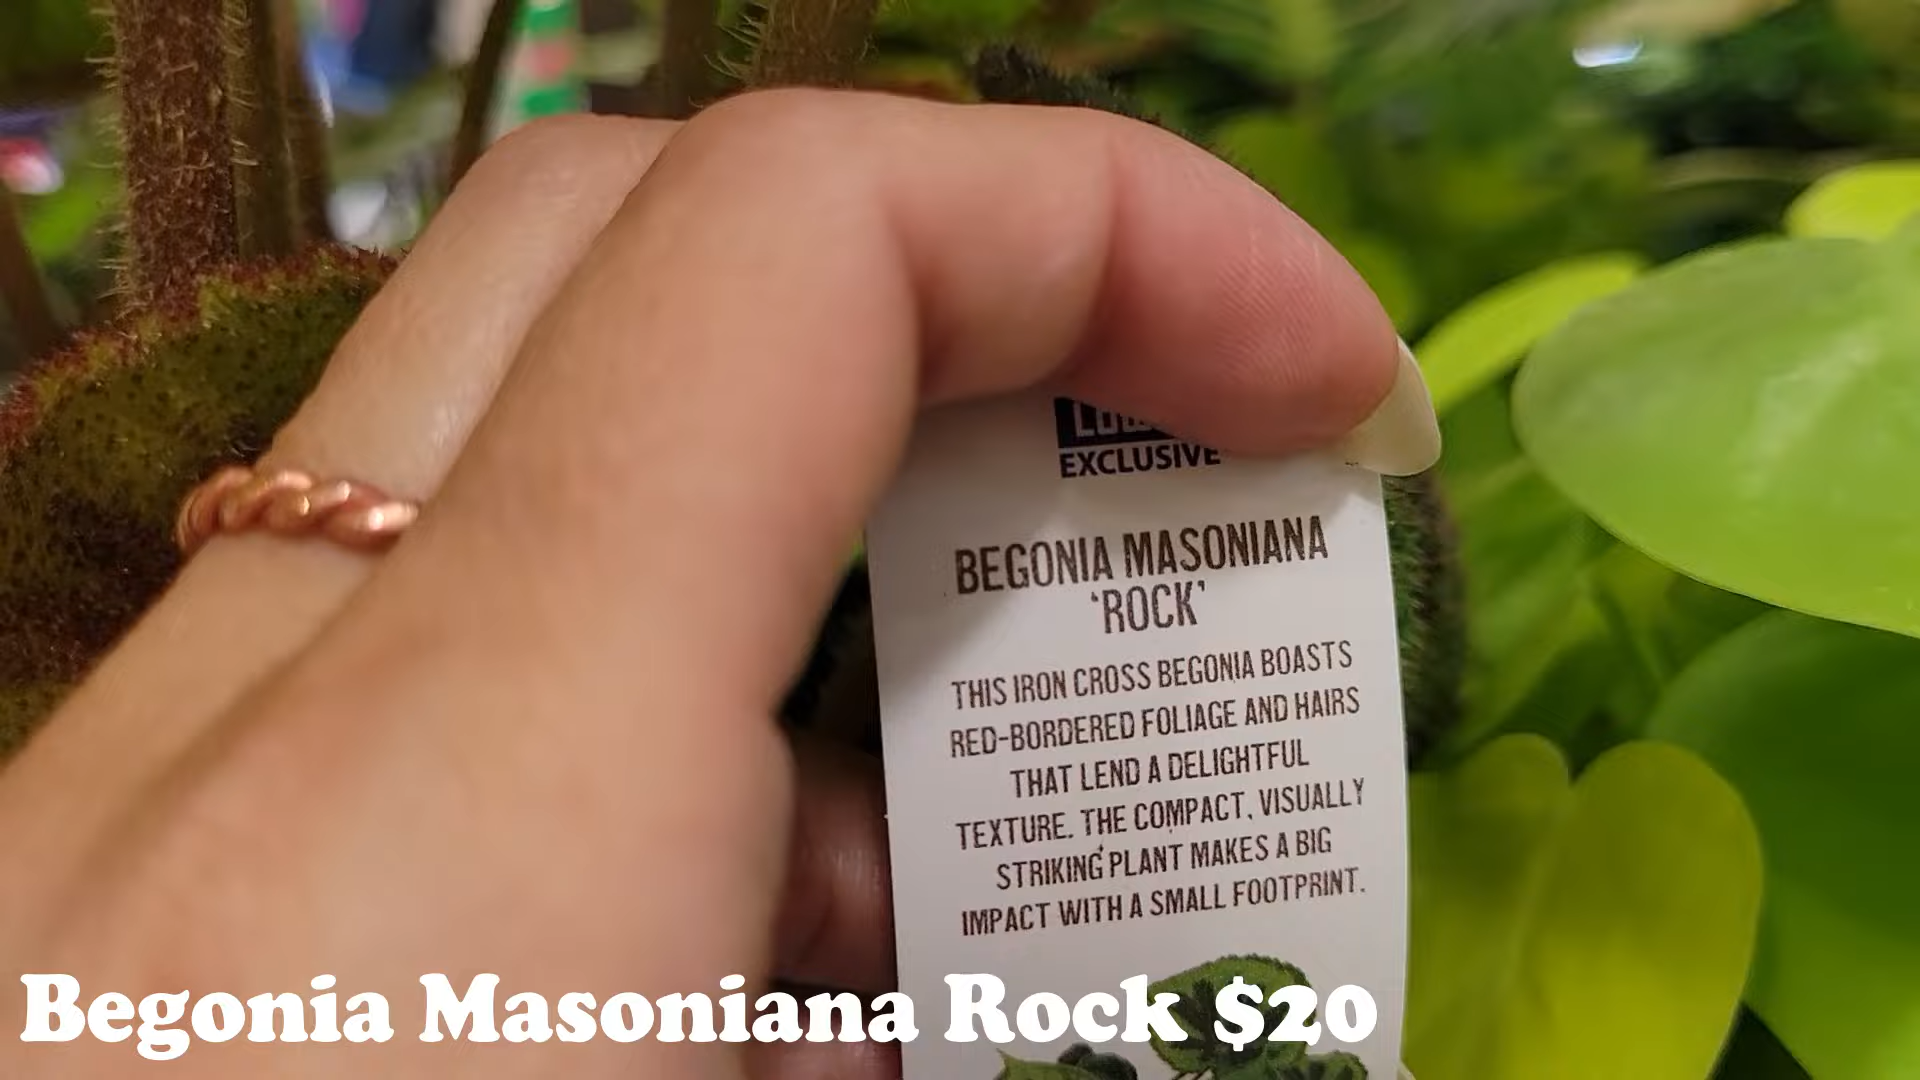 EXCLUSIVE
BEGONIA MASONIANA
‘ROCK’
THIS IRON CROSS BEGONIA BOASTS
RED-BORDERED FOLIAGE AND HAIRS
THAT LEND A DELIGHTFUL
TEXTURE. THE COMPACT, VISUALLY
STRIKING PLANT MAKES A BIG
IMPACT WITH A SMALL FOOTPRINT.
Begonia Masoniana Rock $20